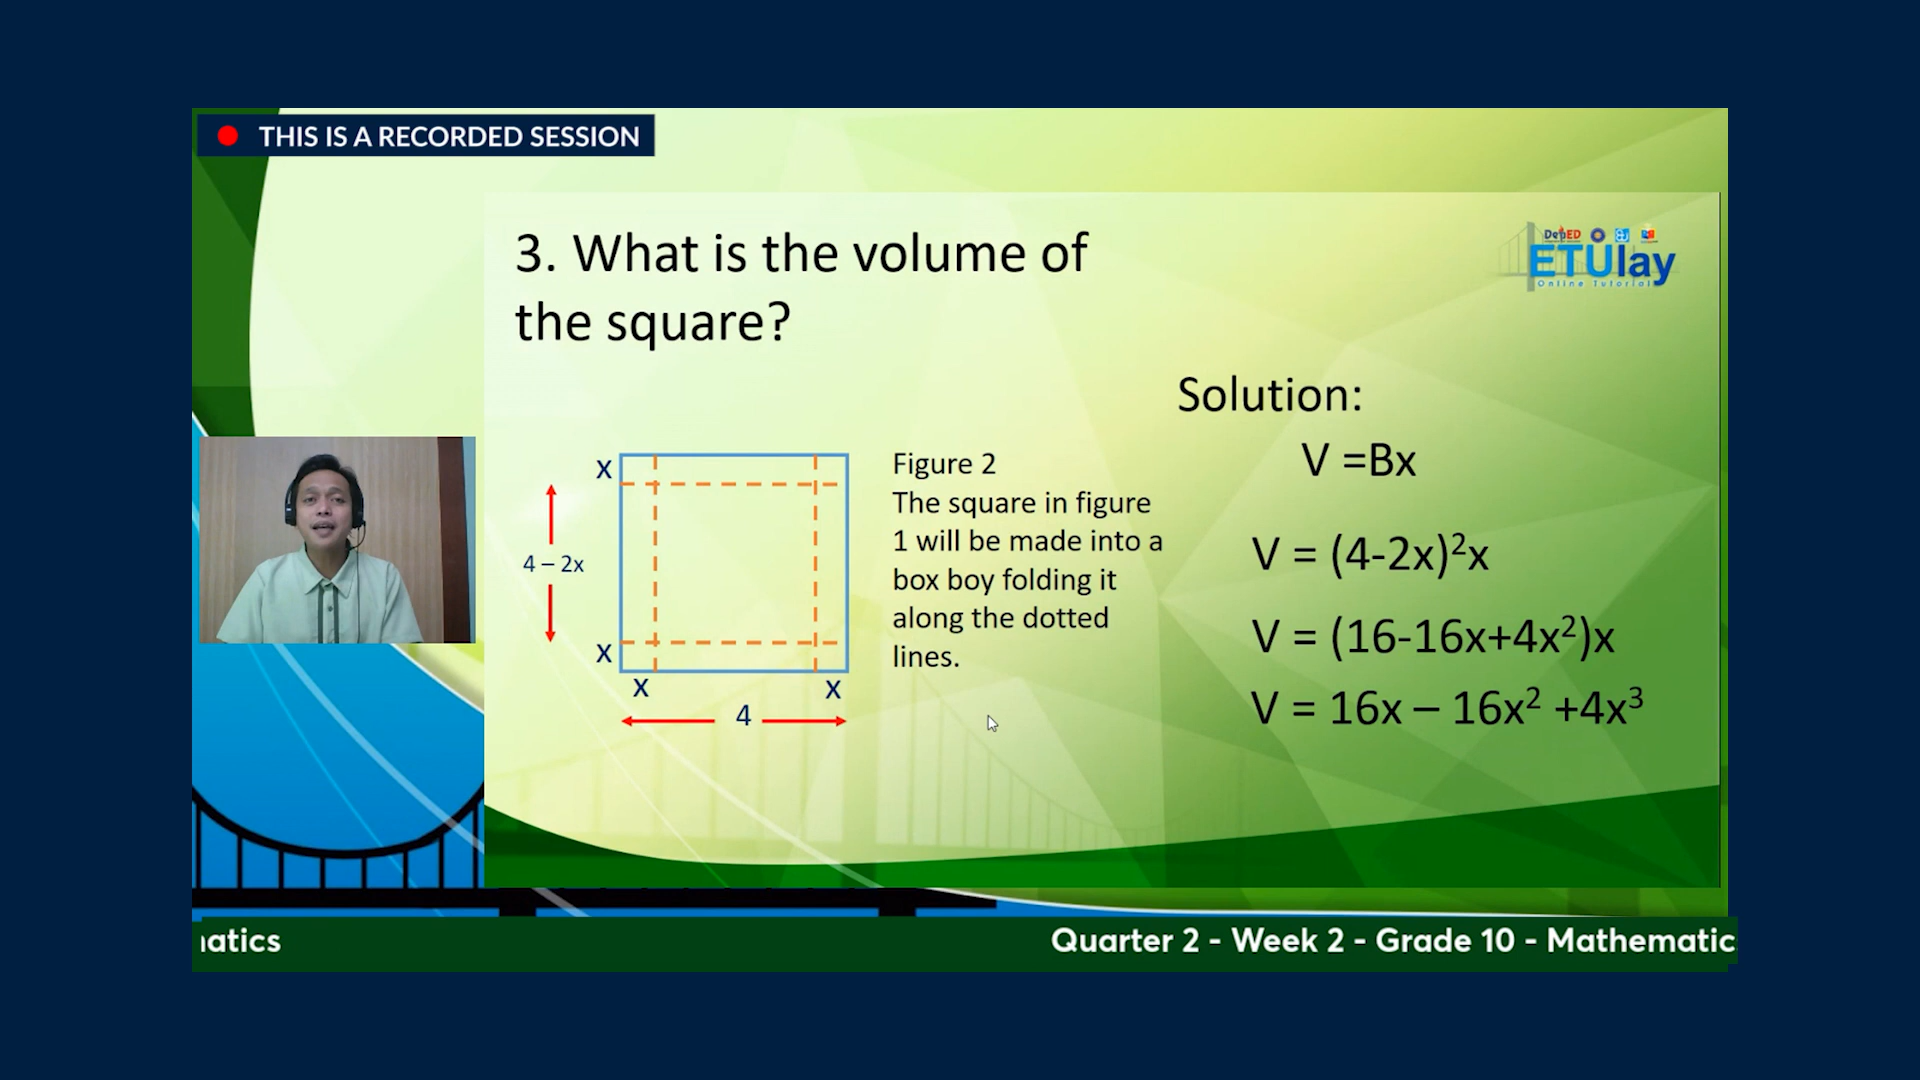 THIS IS A RECORDED SESSION
3. What is the volume of
the square?
DepED
ETUlay
Online Tutorial
Solution:
V =Bx
V = (4-2x)²x
V = (16-16x+4x²)x
V = 16x – 16x² +4x³
x
4 – 2x
x
x
x
4
Figure 2
The square in figure
1 will be made into a
box boy folding it
along the dotted
lines.
natics
Quarter 2 - Week 2 - Grade 10 - Mathematic